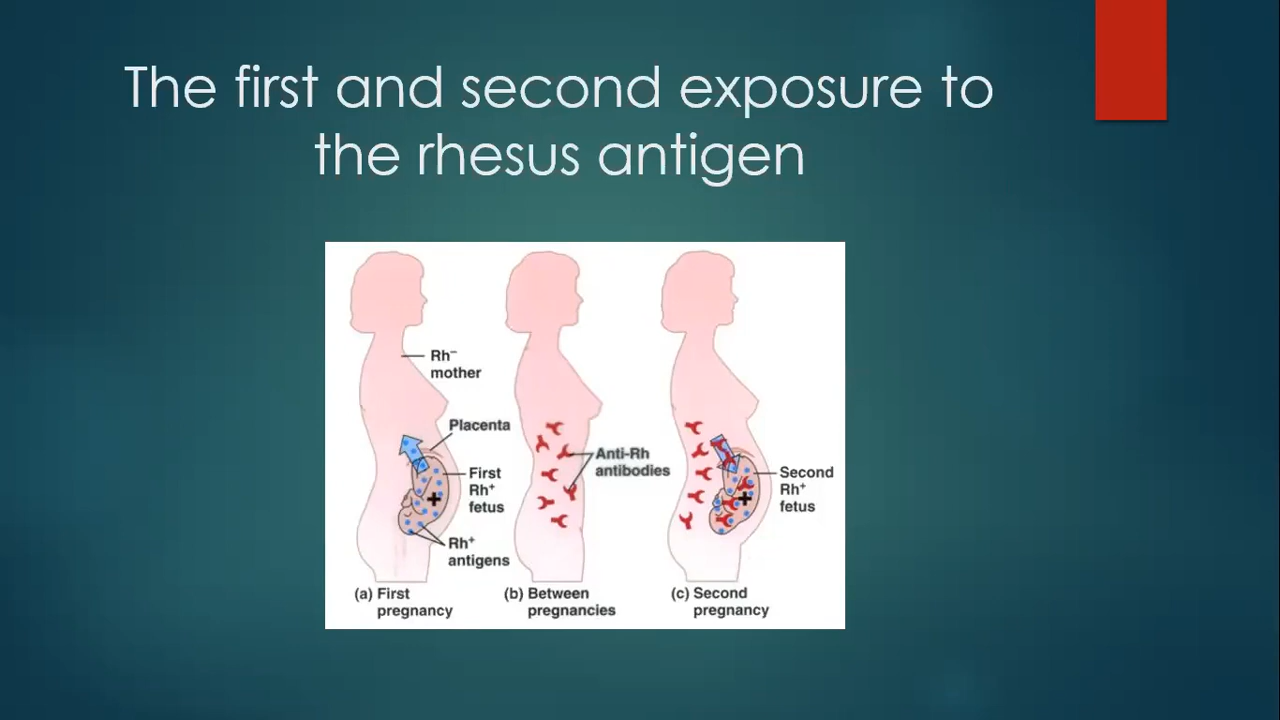 The first and second exposure to
the rhesus antigen
Rh⁻
mother
Placenta
First
Rh⁺
fetus
Rh⁺
antigens
(a) First
pregnancy
Anti-Rh
antibodies
(b) Between
pregnancies
Second
Rh⁺
fetus
(c) Second
pregnancy